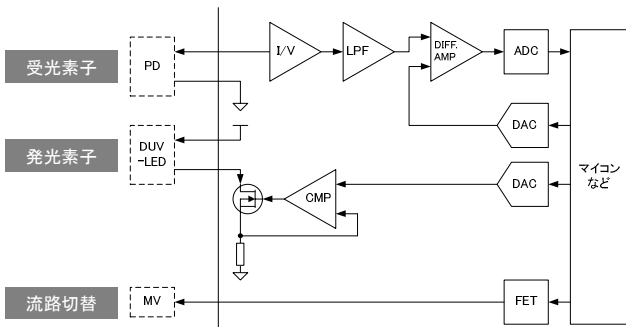 受光素子
PD
I/V
LPF
DIFF.
AMP
ADC
DAC
発光素子
DUV
-LED
CMP
DAC
マイコン
など
流路切替
MV
FET